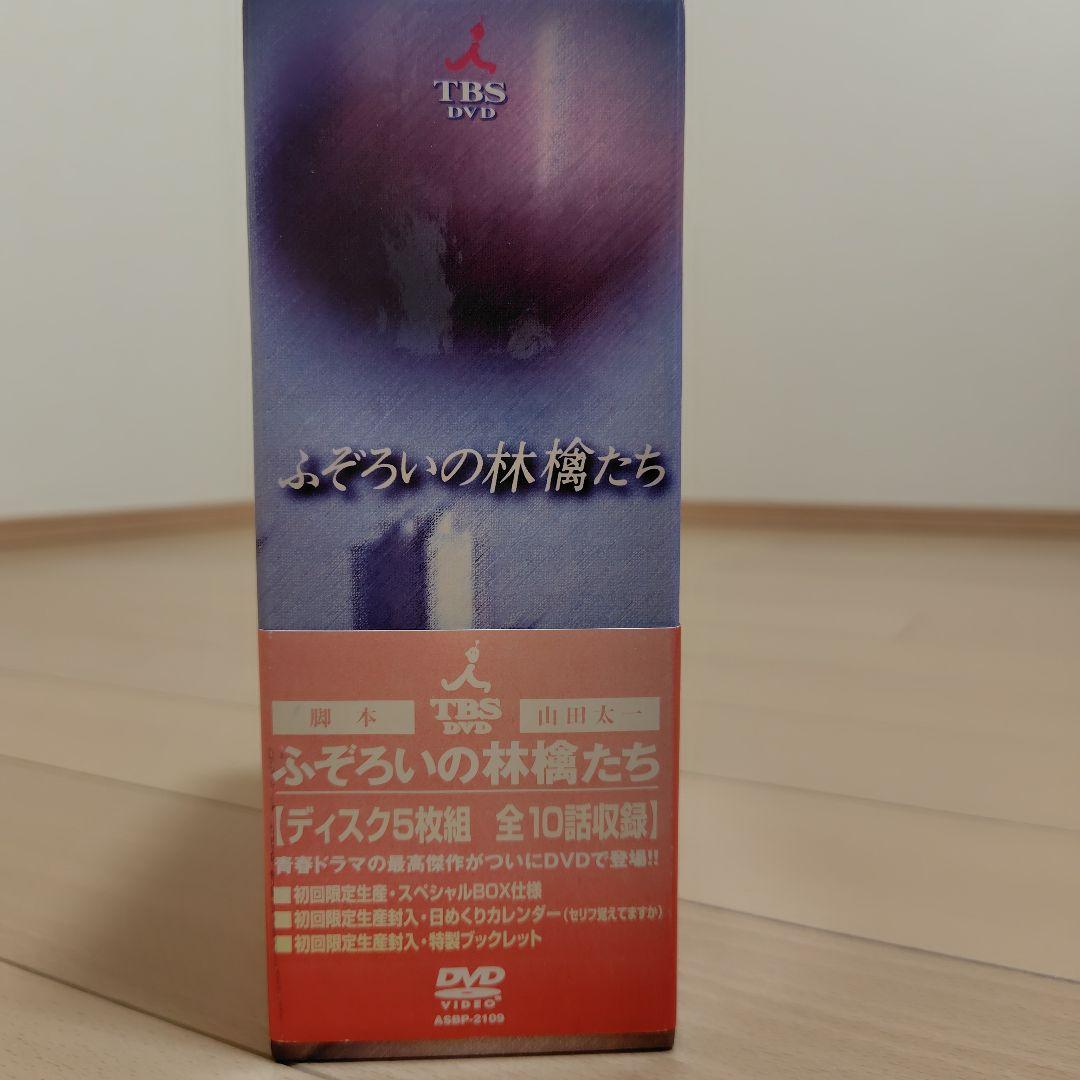 TBS
DVD
ふぞろいの林檎たち
TBS
DVD
脚本
山田太一
ふぞろいの林檎たち
【ディスク5枚組 全10話収録】
青春ドラマの最高傑作がついにDVDで登場!!
■初回限定生産・スペシャルBOX仕様
■初回限定生産封入・日めくりカレンダー(セリフ覚えてますか)
■初回限定生産封入・特製ブックレット
DVD
VIDEO
ASBP-2109